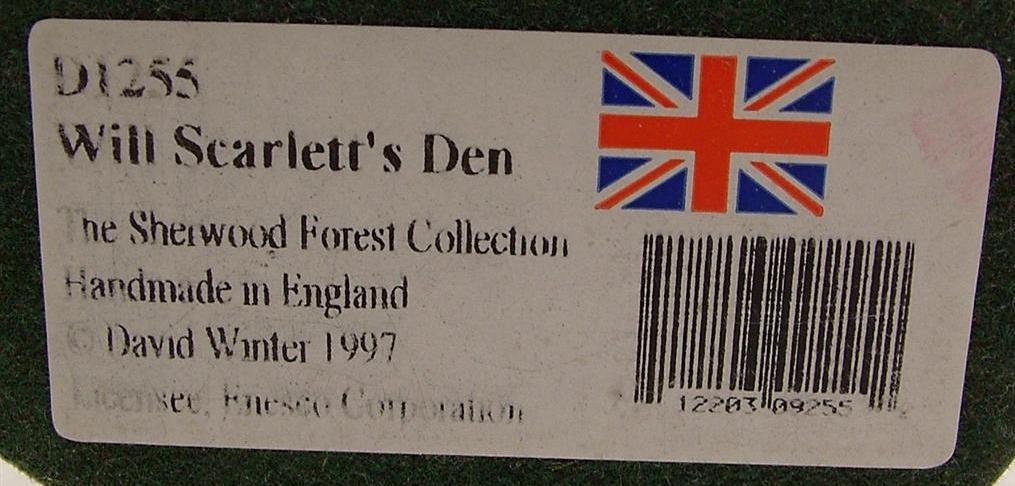 D1255
Will Scarlett's Den
The Sherwood Forest Collection
Handmade in England
© David Winter 1997
Licensee, Enesco Corporation
12203 09255